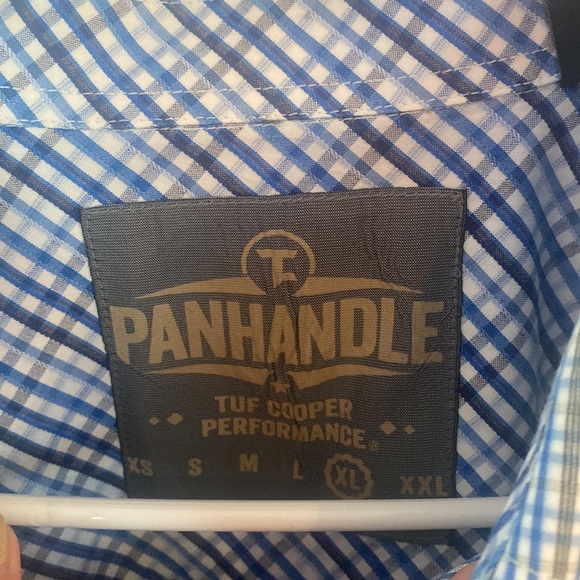 PANHANDLE
TUF COOPER
PERFORMANCE®
XS S M L XL XXL